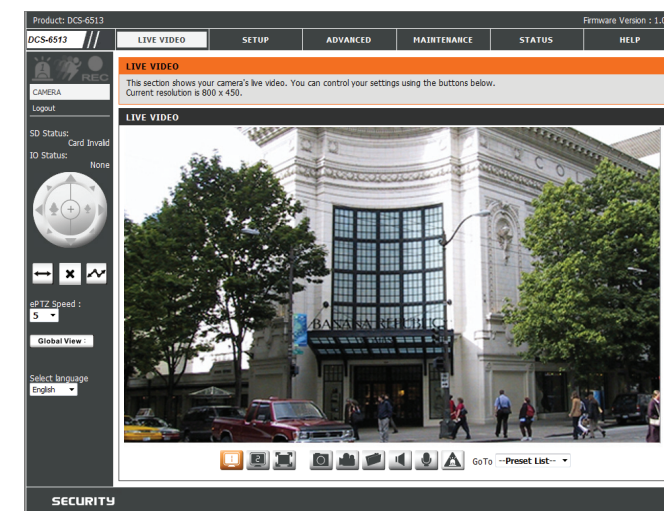 Product: DCS-6513
Firmware Version : 1.0
DCS-6513
LIVE VIDEO
SETUP
ADVANCED
MAINTENANCE
STATUS
HELP
REC
CAMERA
Logout
SD Status:
Card Invalid
IO Status:
None
ePTZ Speed :
5
Global View :
Select language
English
LIVE VIDEO
This section shows your camera's live video. You can control your settings using the buttons below.
Current resolution is 800 x 450.
LIVE VIDEO
COL
BANANA REPUBLIC
1
2
GoTo
--Preset List--
SECURITY